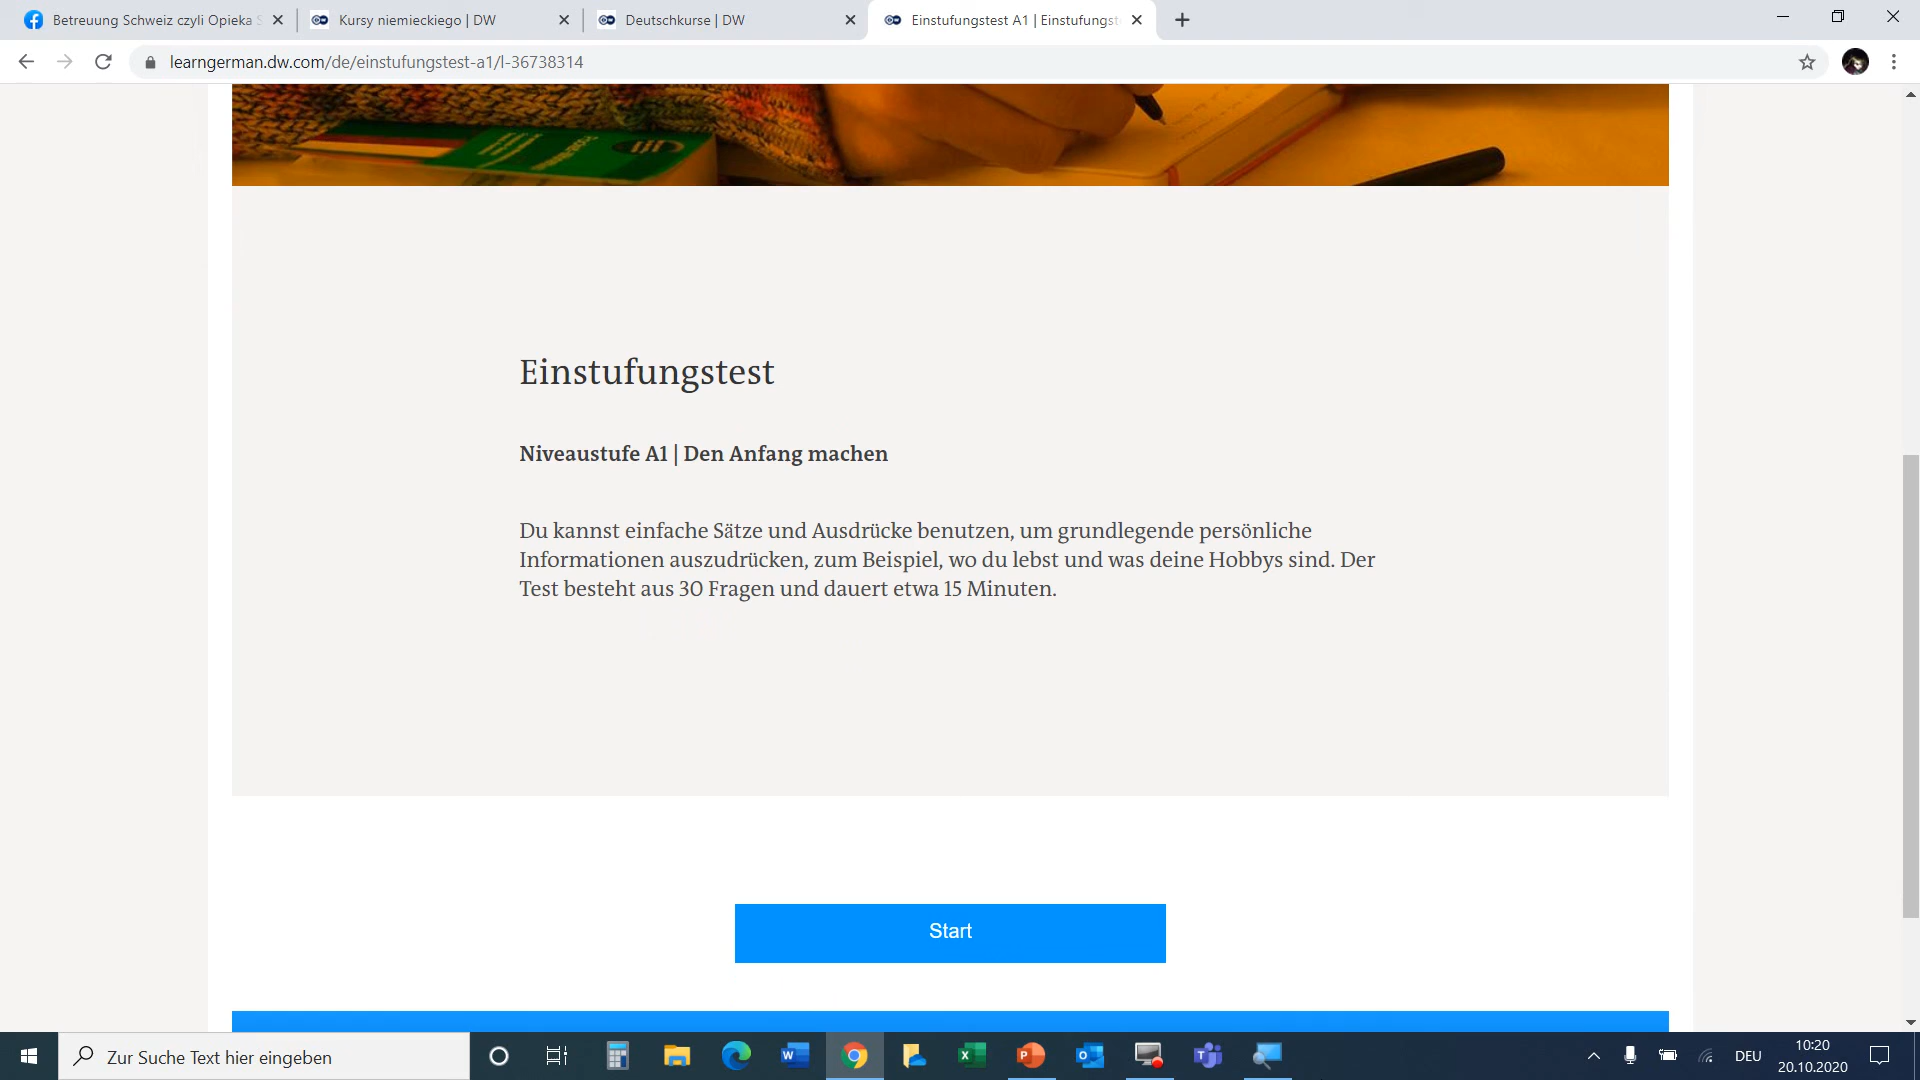 Betreuung Schweiz czyli Opieka S
Kursy niemieckiego | DW
Deutschkurse | DW
Einstufungstest A1 | Einstufungst
learngerman.dw.com/de/einstufungstest-a1/l-36738314
Einstufungstest
Niveaustufe A1 | Den Anfang machen
Du kannst einfache Sätze und Ausdrücke benutzen, um grundlegende persönliche
Informationen auszudrücken, zum Beispiel, wo du lebst und was deine Hobbys sind. Der
Test besteht aus 30 Fragen und dauert etwa 15 Minuten.
Start
Zur Suche Text hier eingeben
DEU
10:20
20.10.2020